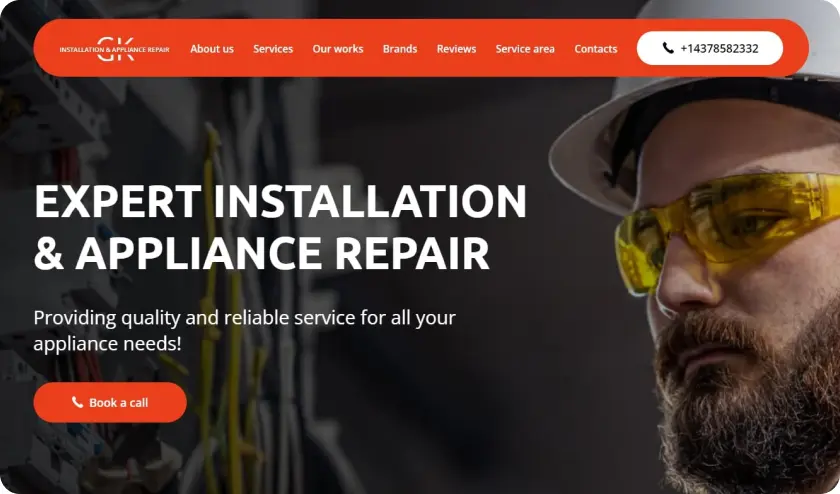 GK
INSTALLATION & APPLIANCE REPAIR
About us
Services
Our works
Brands
Reviews
Service area
Contacts
+14378582332
EXPERT INSTALLATION
& APPLIANCE REPAIR
Providing quality and reliable service for all your
appliance needs!
Book a call